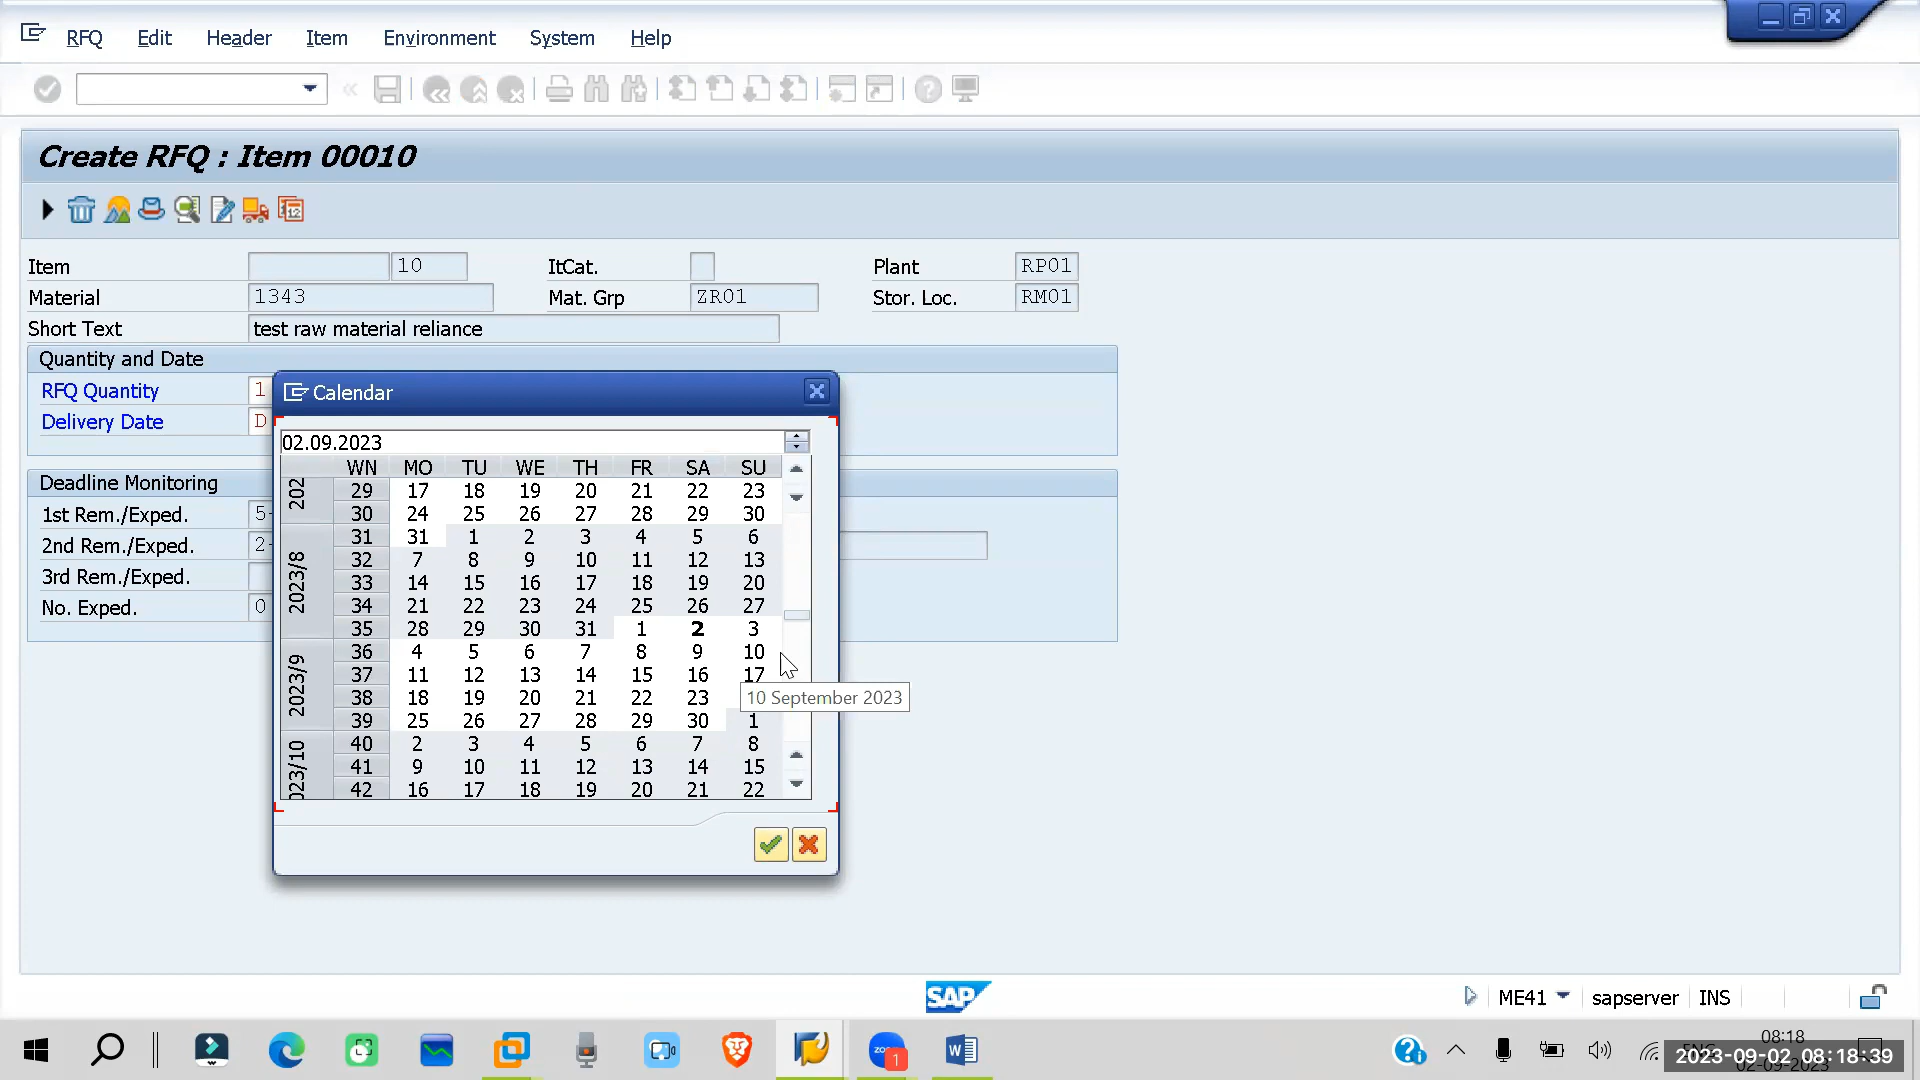 RFQ Edit Header Item Environment System Help
Create RFQ : Item 00010
Item 10 ItCat. Plant RP01
Material 1343 Mat. Grp ZR01 Stor. Loc. RM01
Short Text test raw material reliance
Quantity and Date
RFQ Quantity 1
Delivery Date D
Deadline Monitoring
1st Rem./Exped. 5-
2nd Rem./Exped. 2-
3rd Rem./Exped.
No. Exped. 0
Calendar
02.09.2023
WN MO TU WE TH FR SA SU
202
29 17 18 19 20 21 22 23
30 24 25 26 27 28 29 30
31 31 1 2 3 4 5 6
2023/8
32 7 8 9 10 11 12 13
33 14 15 16 17 18 19 20
34 21 22 23 24 25 26 27
35 28 29 30 31 1 2 3
2023/9
36 4 5 6 7 8 9 10
37 11 12 13 14 15 16 17
38 18 19 20 21 22 23
39 25 26 27 28 29 30 1
023/10
40 2 3 4 5 6 7 8
41 9 10 11 12 13 14 15
42 16 17 18 19 20 21 22
10 September 2023
SAP
ME41 sapserver INS
1
08:18
2023-09-02 08:18:39